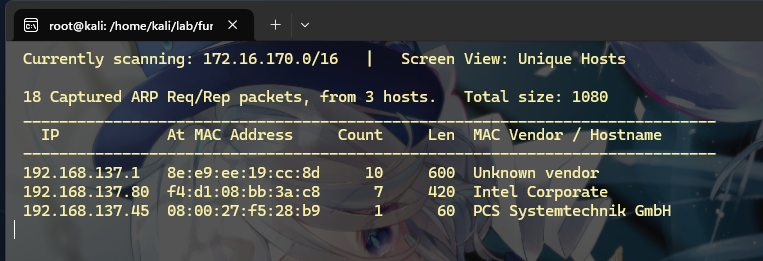 root@kali: /home/kali/lab/fur
Currently scanning: 172.16.170.0/16   |   Screen View: Unique Hosts
18 Captured ARP Req/Rep packets, from 3 hosts.   Total size: 1080
_____________________________________________________________________________
IP            At MAC Address     Count     Len  MAC Vendor / Hostname
-----------------------------------------------------------------------------
192.168.137.1   8e:e9:ee:19:cc:8d     10     600  Unknown vendor
192.168.137.80  f4:d1:08:bb:3a:c8      7     420  Intel Corporate
192.168.137.45  08:00:27:f5:28:b9      1      60  PCS Systemtechnik GmbH